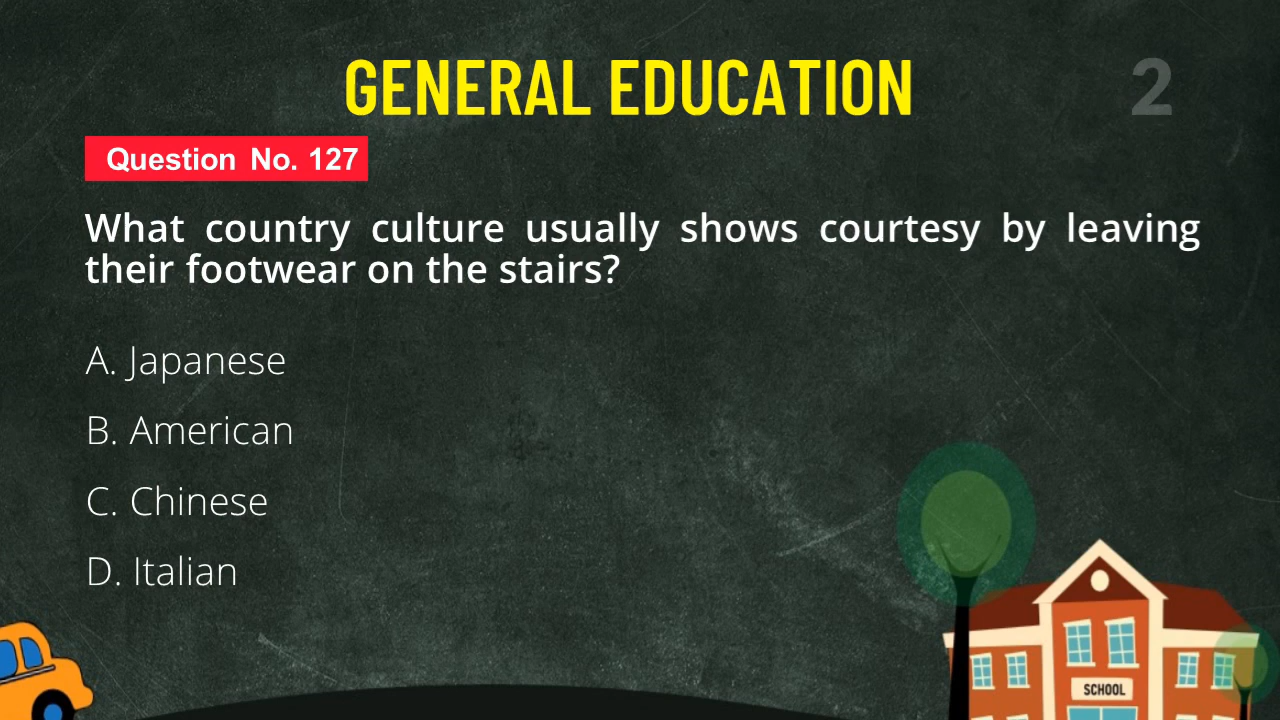 GENERAL EDUCATION
2
Question No. 127
What country culture usually shows courtesy by leaving
their footwear on the stairs?
A. Japanese
B. American
C. Chinese
D. Italian
SCHOOL